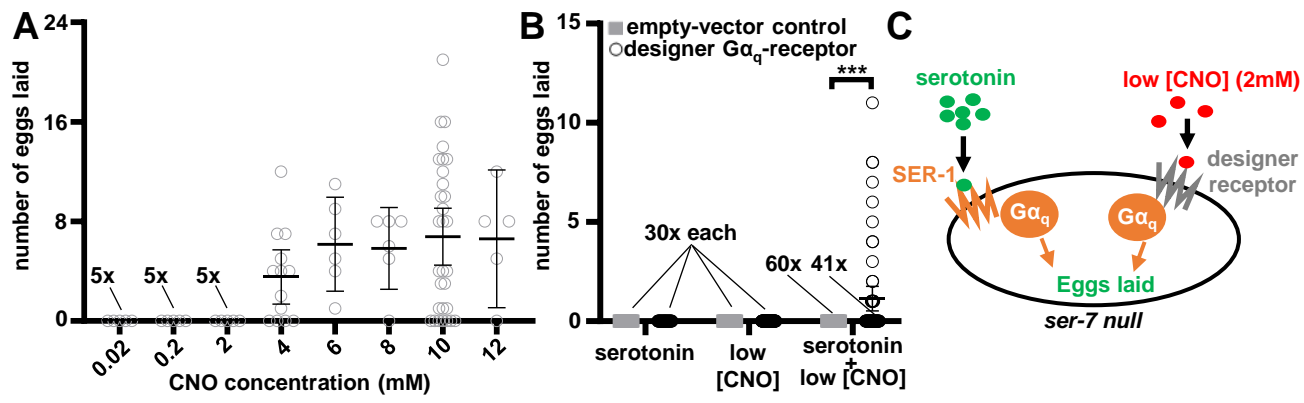 A
number of eggs laid
24
16
8
0
5x
5x
5x
0.02
0.2
2
4
6
8
10
12
CNO concentration (mM)
B
number of eggs laid
15
10
5
0
empty-vector control
designer Gαq-receptor
***
30x each
60x
41x
serotonin
low
[CNO]
serotonin
+
low [CNO]
C
serotonin
low [CNO] (2mM)
SER-1
designer
receptor
Gαq
Gαq
Eggs laid
ser-7 null